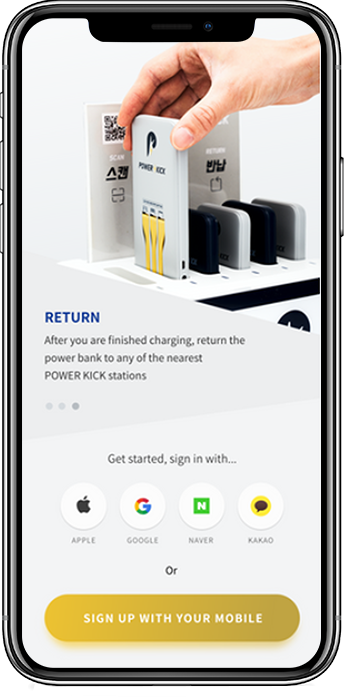 SCAN
스캔
RETURN
반납
POWER KICK
RETURN
After you are finished charging, return the
power bank to any of the nearest
POWER KICK stations
Get started, sign in with...
APPLE
GOOGLE
NAVER
KAKAO
Or
SIGN UP WITH YOUR MOBILE